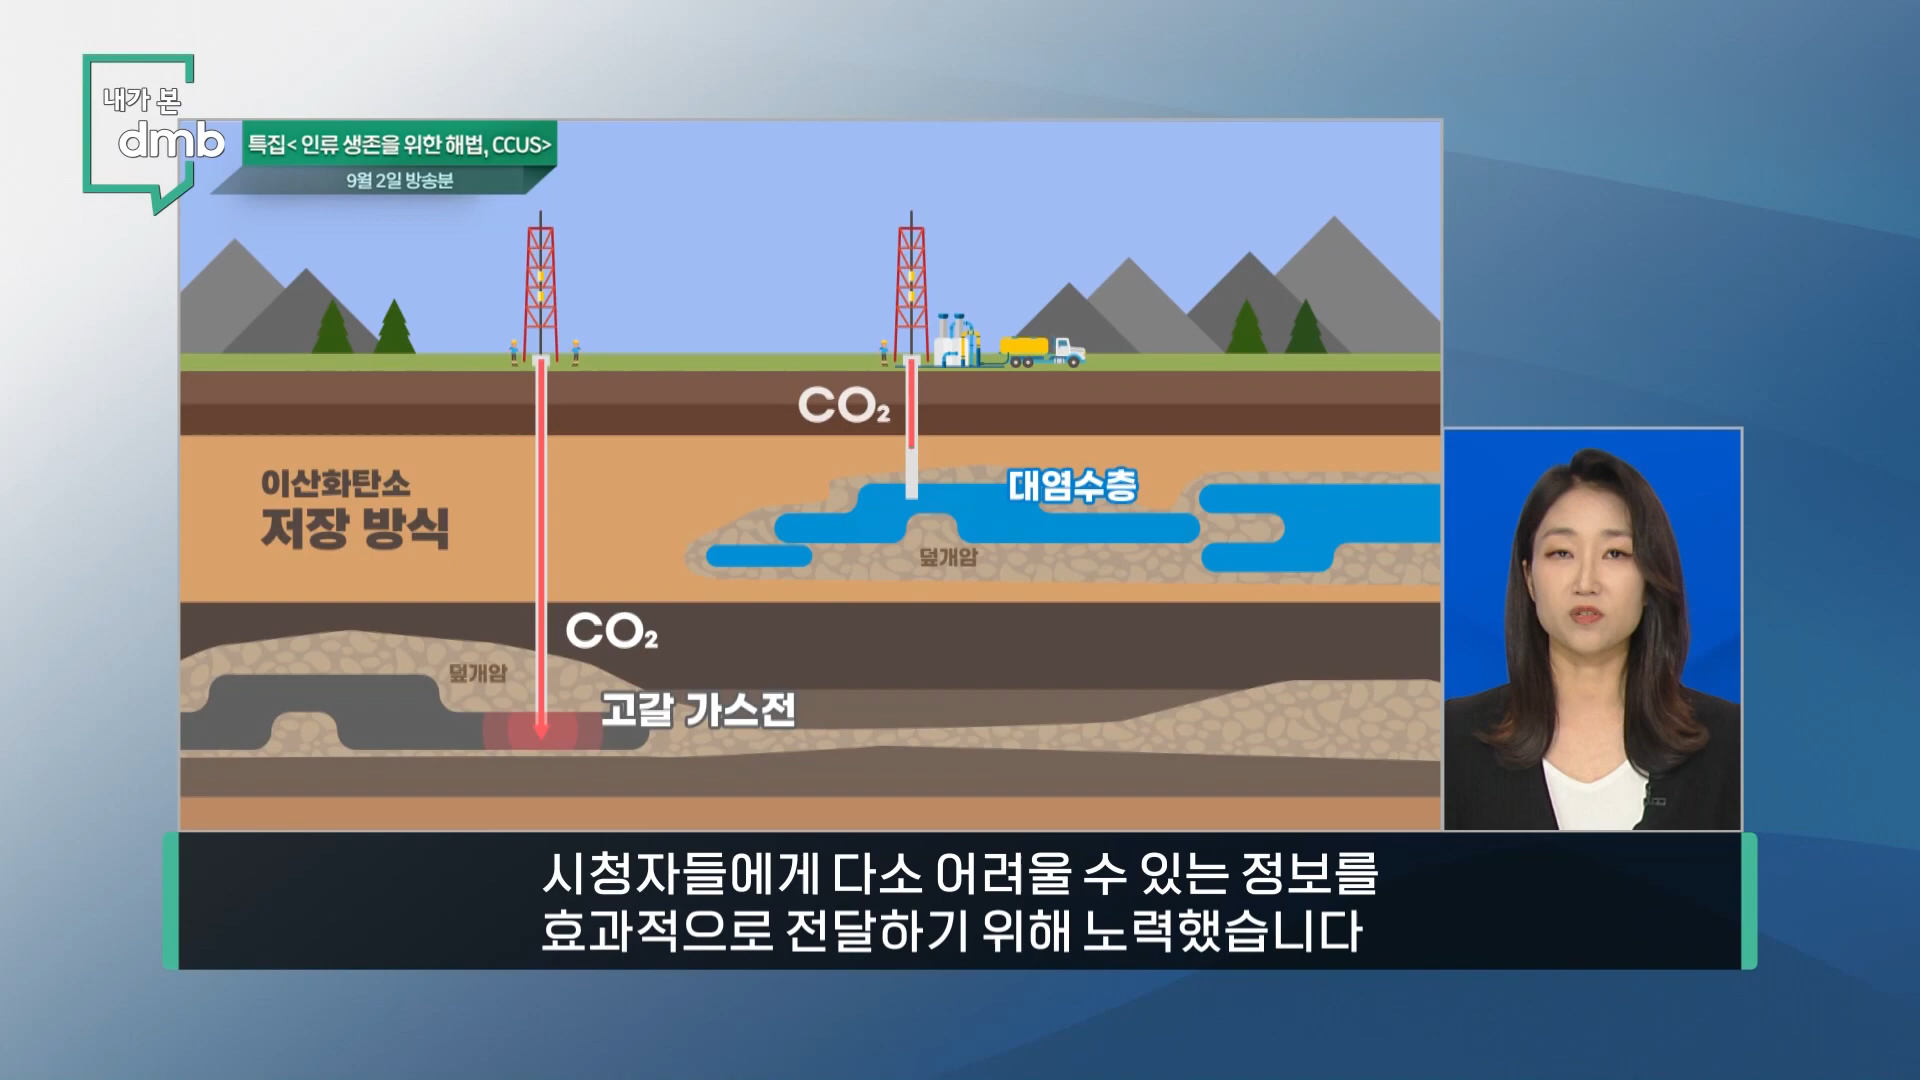 내가 본
dmb
특집< 인류 생존을 위한 해법, CCUS>
9월 2일 방송분
CO₂
이산화탄소
저장 방식
대염수층
덮개암
CO₂
덮개암
고갈 가스전
시청자들에게 다소 어려울 수 있는 정보를
효과적으로 전달하기 위해 노력했습니다